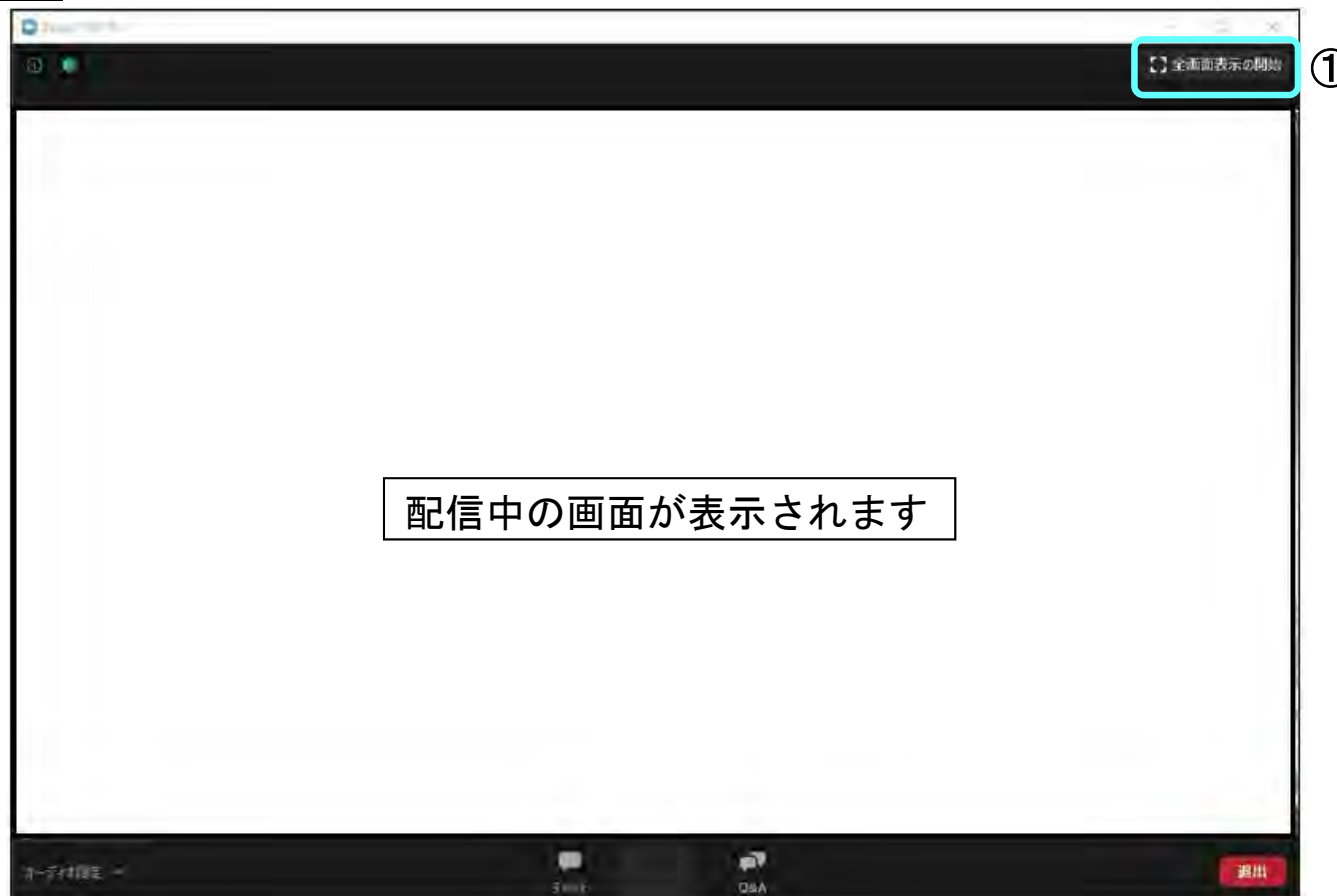 全画面表示の開始
①
配信中の画面が表示されます
オーディオ設定
Q&A
退出